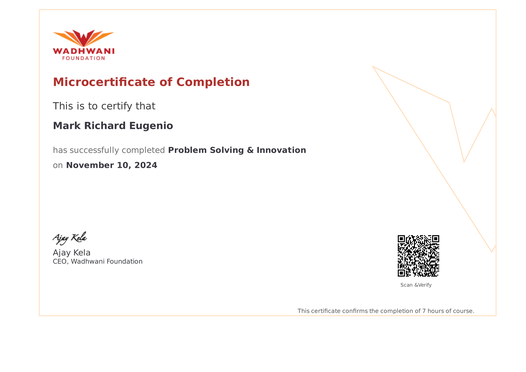 WADHWANI
FOUNDATION
Microcertificate of Completion
This is to certify that
Mark Richard Eugenio
has successfully completed Problem Solving & Innovation
on November 10, 2024
Ajay Kela
Ajay Kela
CEO, Wadhwani Foundation
Scan &Verify
This certificate confirms the completion of 7 hours of course.